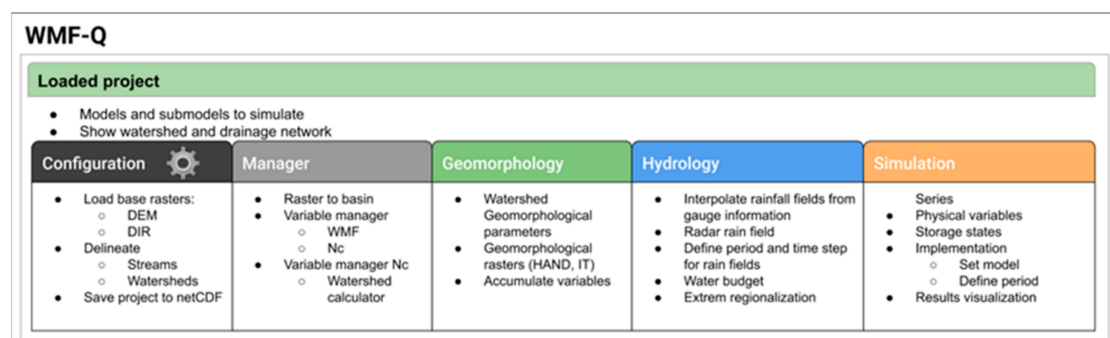 WMF-Q
Loaded project
● Models and submodels to simulate
● Show watershed and drainage network
Configuration
● Load base rasters:
○ DEM
○ DIR
● Delineate
○ Streams
○ Watersheds
● Save project to netCDF
Manager
● Raster to basin
● Variable manager
○ WMF
○ Nc
● Variable manager Nc
○ Watershed
calculator
Geomorphology
● Watershed
Geomorphological
parameters
● Geomorphological
rasters (HAND, IT)
● Accumulate variables
Hydrology
● Interpolate rainfall fields from
gauge information
● Radar rain field
● Define period and time step
for rain fields
● Water budget
● Extrem regionalization
Simulation
Series
● Physical variables
● Storage states
● Implementation
○ Set model
○ Define period
● Results visualization